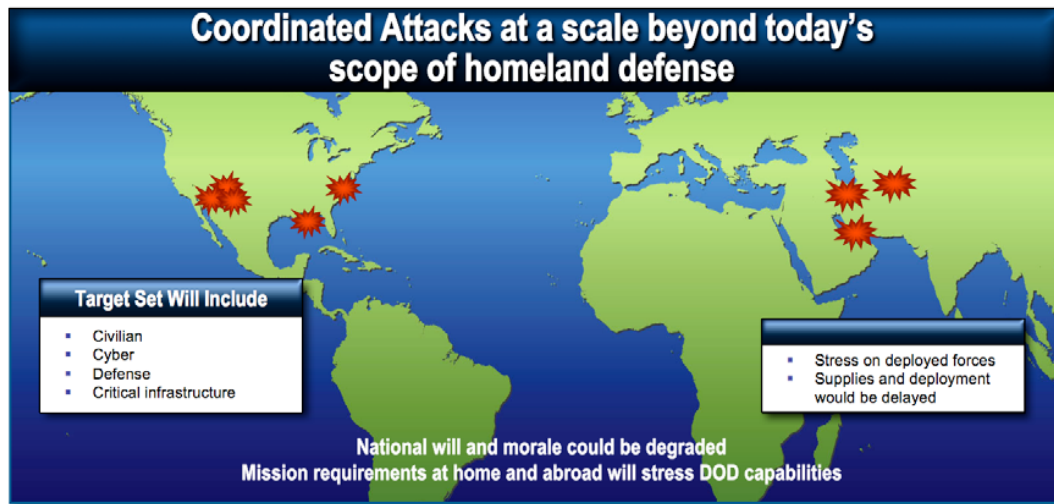 Coordinated Attacks at a scale beyond today's
scope of homeland defense
Target Set Will Include
Civilian
Cyber
Defense
Critical infrastructure
Stress on deployed forces
Supplies and deployment
would be delayed
National will and morale could be degraded
Mission requirements at home and abroad will stress DOD capabilities